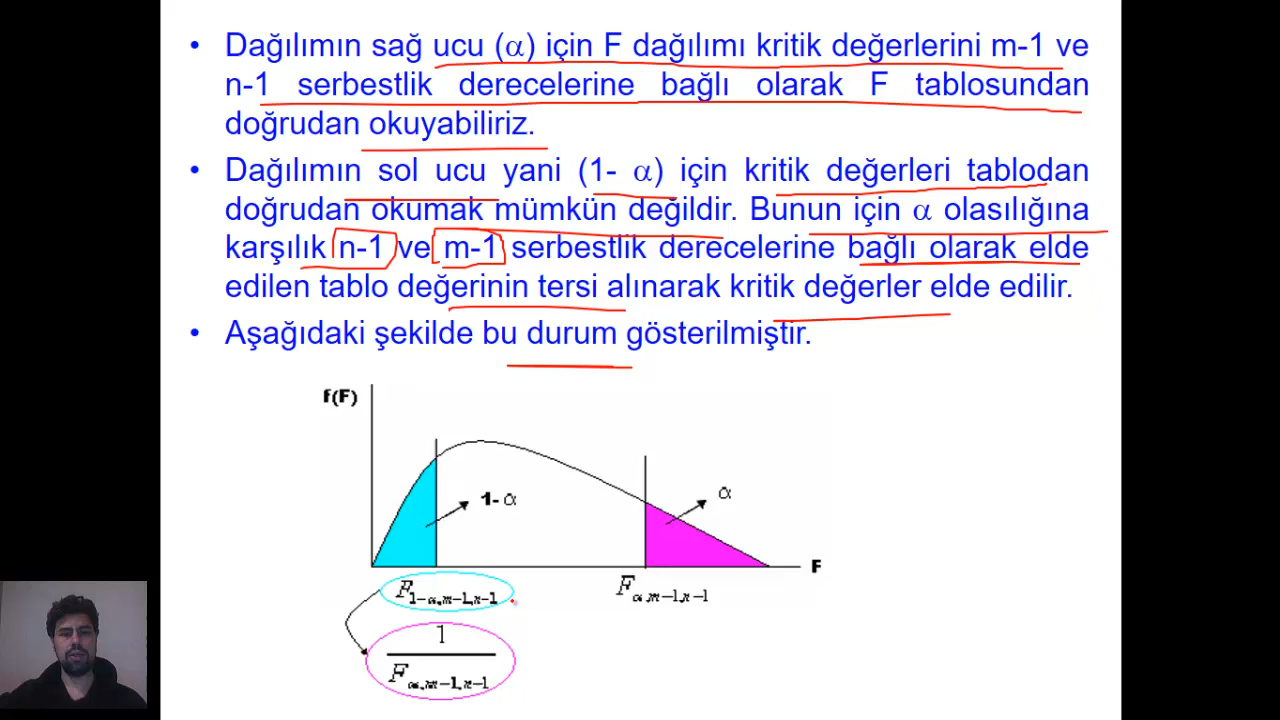 • Dağılımın sağ ucu (α) için F dağılımı kritik değerlerini m-1 ve
n-1 serbestlik derecelerine bağlı olarak F tablosundan
doğrudan okuyabiliriz.
• Dağılımın sol ucu yani (1- α) için kritik değerleri tablodan
doğrudan okumak mümkün değildir. Bunun için α olasılığına
karşılık n-1 ve m-1 serbestlik derecelerine bağlı olarak elde
edilen tablo değerinin tersi alınarak kritik değerler elde edilir.
• Aşağıdaki şekilde bu durum gösterilmiştir.
f(F)
1- α
α
F
F1-α,m-1,n-1
Fα,m-1,n-1
1
Fα,m-1,n-1